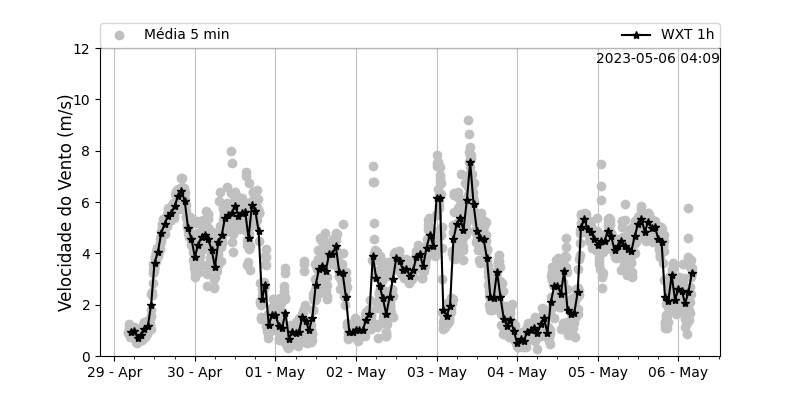 Média 5 min
WXT 1h
2023-05-06 04:09
Velocidade do Vento (m/s)
12
10
8
6
4
2
0
29 - Apr
30 - Apr
01 - May
02 - May
03 - May
04 - May
05 - May
06 - May